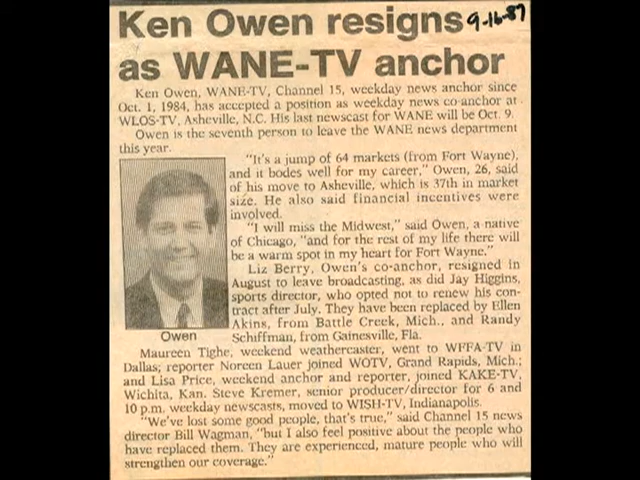 Ken Owen resigns 9-16-87
as WANE-TV anchor
Ken Owen, WANE-TV, Channel 15, weekday news anchor since
Oct. 1, 1984, has accepted a position as weekday news co-anchor at
WLOS-TV, Asheville, N.C. His last newscast for WANE will be Oct. 9.
Owen is the seventh person to leave the WANE news department
this year.
"It's a jump of 64 markets (from Fort Wayne),
and it bodes well for my career," Owen, 26, said
of his move to Asheville, which is 37th in market
size. He also said financial incentives were
involved.
"I will miss the Midwest," said Owen, a native
of Chicago, "and for the rest of my life there will
be a warm spot in my heart for Fort Wayne."
Liz Berry, Owen's co-anchor, resigned in
August to leave broadcasting, as did Jay Higgins,
sports director, who opted not to renew his con-
tract after July. They have been replaced by Ellen
Akins, from Battle Creek, Mich., and Randy
Schiffman, from Gainesville, Fla.
Owen
Maureen Tighe, weekend weathercaster, went to WFFA-TV in
Dallas; reporter Noreen Lauer joined WOTV, Grand Rapids, Mich.;
and Lisa Price, weekend anchor and reporter, joined KAKE-TV,
Wichita, Kan. Steve Kremer, senior producer/director for 6 and
10 p.m. weekday newscasts, moved to WISH-TV, Indianapolis.
"We've lost some good people, that's true," said Channel 15 news
director Bill Wagman, "but I also feel positive about the people who
have replaced them. They are experienced, mature people who will
strengthen our coverage."